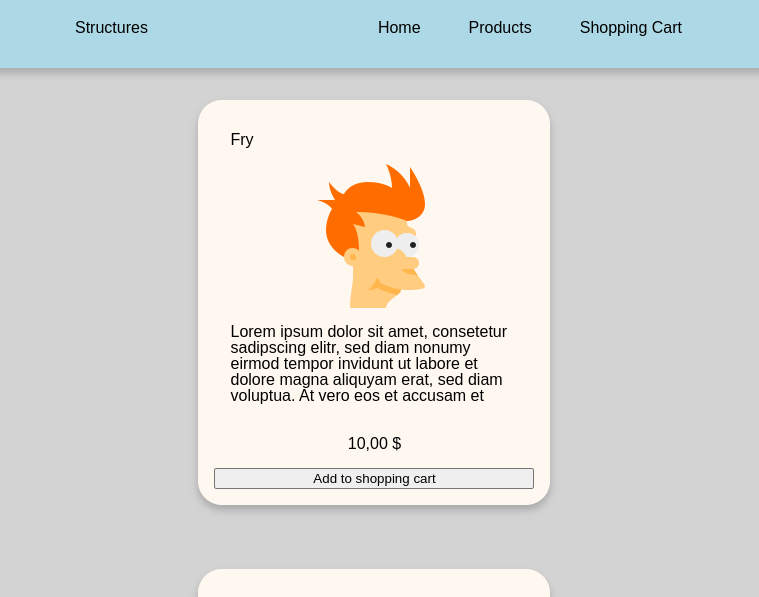 Structures Home Products Shopping Cart
Fry
Lorem ipsum dolor sit amet, consetetur
sadipscing elitr, sed diam nonumy
eirmod tempor invidunt ut labore et
dolore magna aliquyam erat, sed diam
voluptua. At vero eos et accusam et
10,00 $
Add to shopping cart